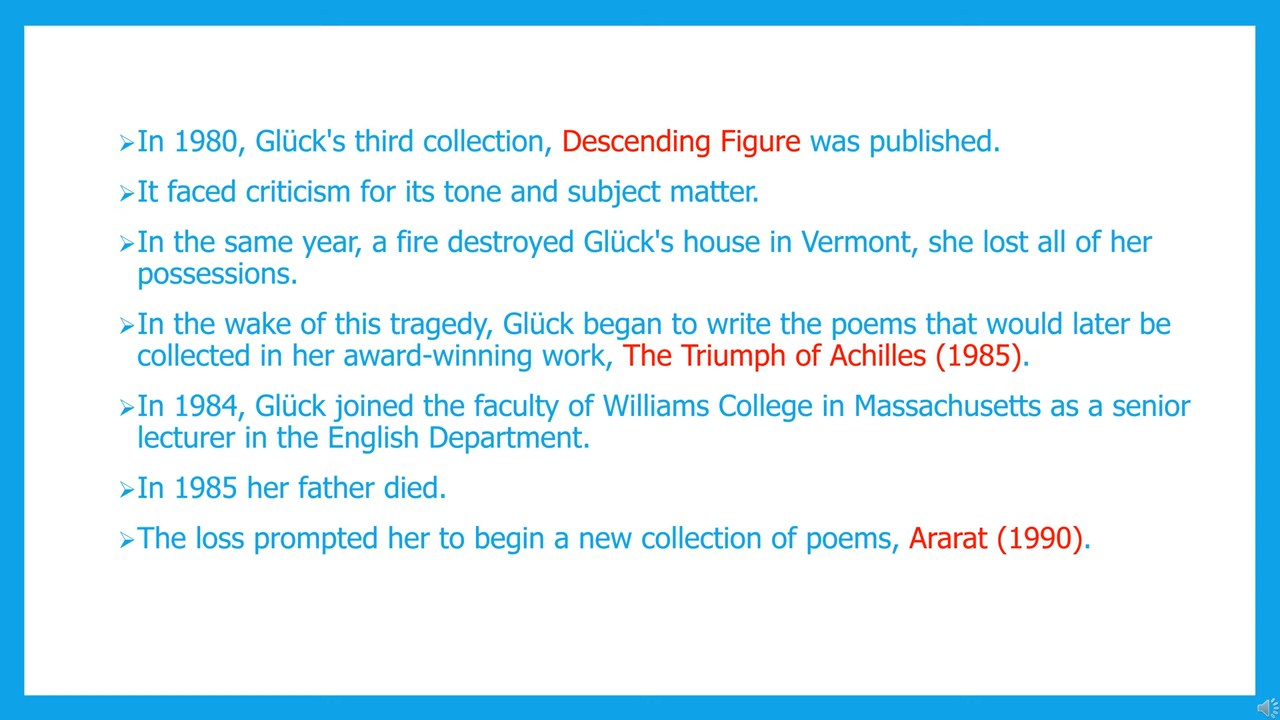 ➢In 1980, Glück's third collection, Descending Figure was published.
➢It faced criticism for its tone and subject matter.
➢In the same year, a fire destroyed Glück's house in Vermont, she lost all of her
possessions.
➢In the wake of this tragedy, Glück began to write the poems that would later be
collected in her award-winning work, The Triumph of Achilles (1985).
➢In 1984, Glück joined the faculty of Williams College in Massachusetts as a senior
lecturer in the English Department.
➢In 1985 her father died.
➢The loss prompted her to begin a new collection of poems, Ararat (1990).